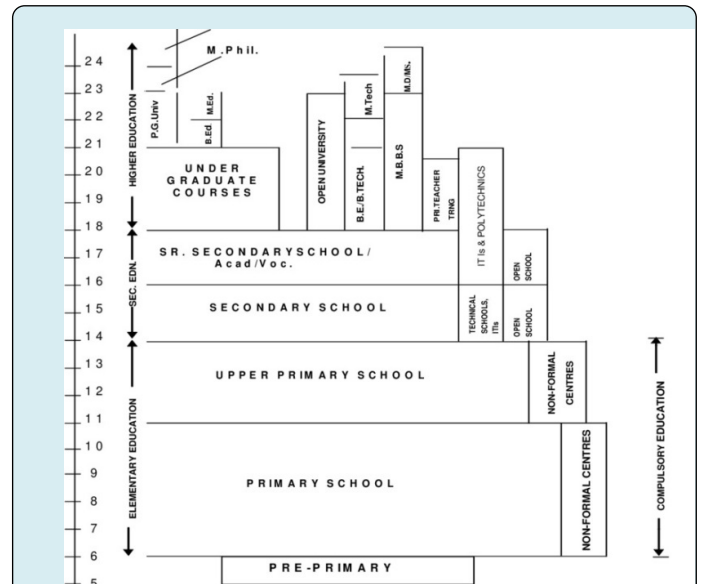 24
23
22
21
20
19
18
17
16
15
14
13
12
11
10
9
8
7
6
5
HIGHER EDUCATION
SEC. EDN.
ELEMENTARY EDUCATION
M.Phil.
P.G.Univ
M.Ed.
B.Ed.
UNDER
GRADUATE
COURSES
OPEN UNIVERSITY
M.Tech
B.E./B.TECH.
M.D/MS.
M.B.B.S
PRI.TEACHER
TRNG
IT Is & POLYTECHNICS
SR. SECONDARYSCHOOL/
Acad/Voc.
OPEN
SCHOOL
SECONDARY SCHOOL
TECHNICAL
SCHOOLS,
ITIs
OPEN
SCHOOL
UPPER PRIMARY SCHOOL
NON-FORMAL
CENTRES
PRIMARY SCHOOL
NON-FORMAL CENTRES
COMPULSORY EDUCATION
PRE-PRIMARY